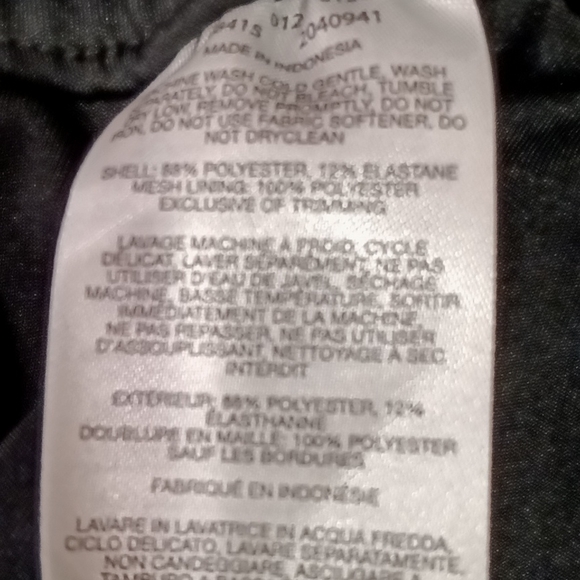 012
2040941
MADE IN INDONESIA
WASH COLD GENTLE, WASH
DO NOT BLEACH, TUMBLE
LOW, REMOVE PROMPTLY, DO NOT
DO NOT USE FABRIC SOFTENER, DO
NOT DRYCLEAN
SHELL: 88% POLYESTER, 12% ELASTANE
MESH LINING: 100% POLYESTER
EXCLUSIVE OF TRIMMING
LAVAGE MACHINE À FROID, CYCLE
DÉLICAT, LAVER SÉPARÉMENT, NE PAS
UTILISER D'EAU DE JAVEL, SÉCHAGE
MACHINE, BASSE TEMPÉRATURE, SORTIR
IMMÉDIATEMENT DE LA MACHINE,
NE PAS REPASSER, NE PAS UTILISER
D'ASSOUPLISSANT, NETTOYAGE À SEC
INTERDIT
EXTÉRIEUR: 88% POLYESTER, 12%
ÉLASTHANNE
DOUBLURE EN MAILLE: 100% POLYESTER
SAUF LES BORDURES
FABRIQUÉ EN INDONÉSIE
LAVARE IN LAVATRICE IN ACQUA FREDDA,
CICLO DELICATO, LAVARE SEPARATAMENTE,
NON CANDEGGIARE,